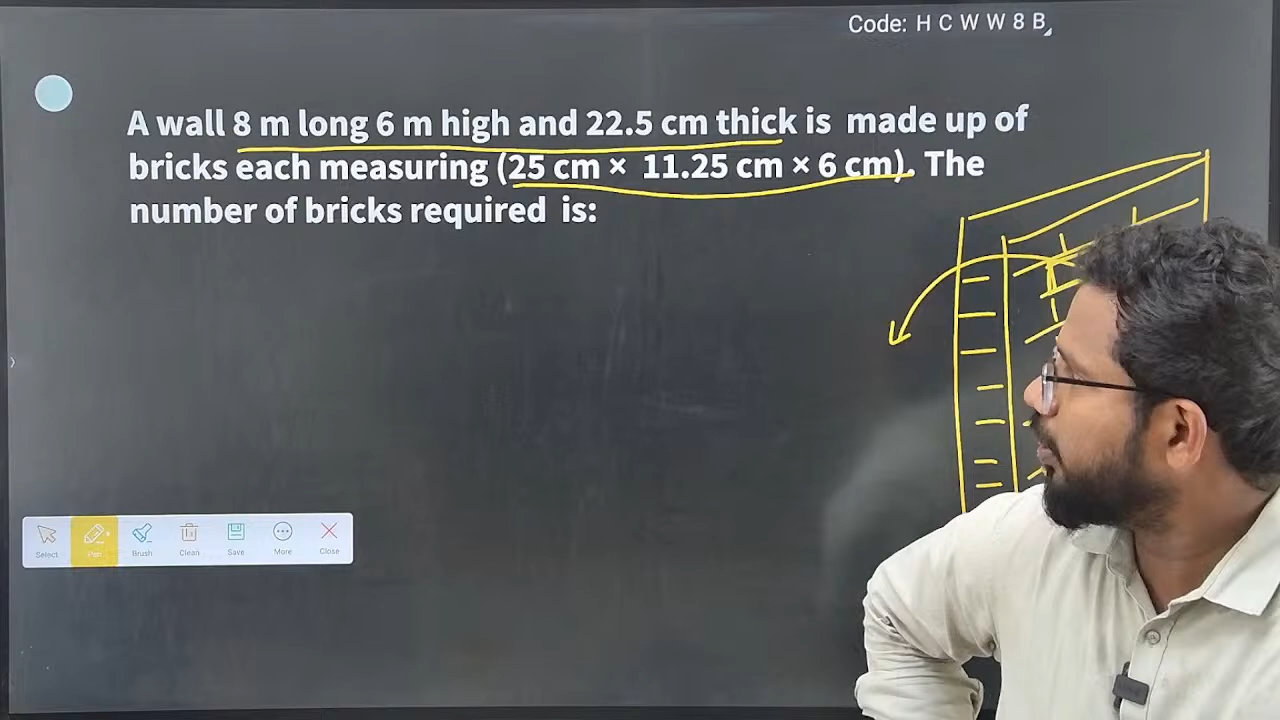 Code: H C W W 8 B
A wall 8 m long 6 m high and 22.5 cm thick is made up of
bricks each measuring (25 cm × 11.25 cm × 6 cm). The
number of bricks required is:
Select
Pen
Brush
Clean
Save
More
Close